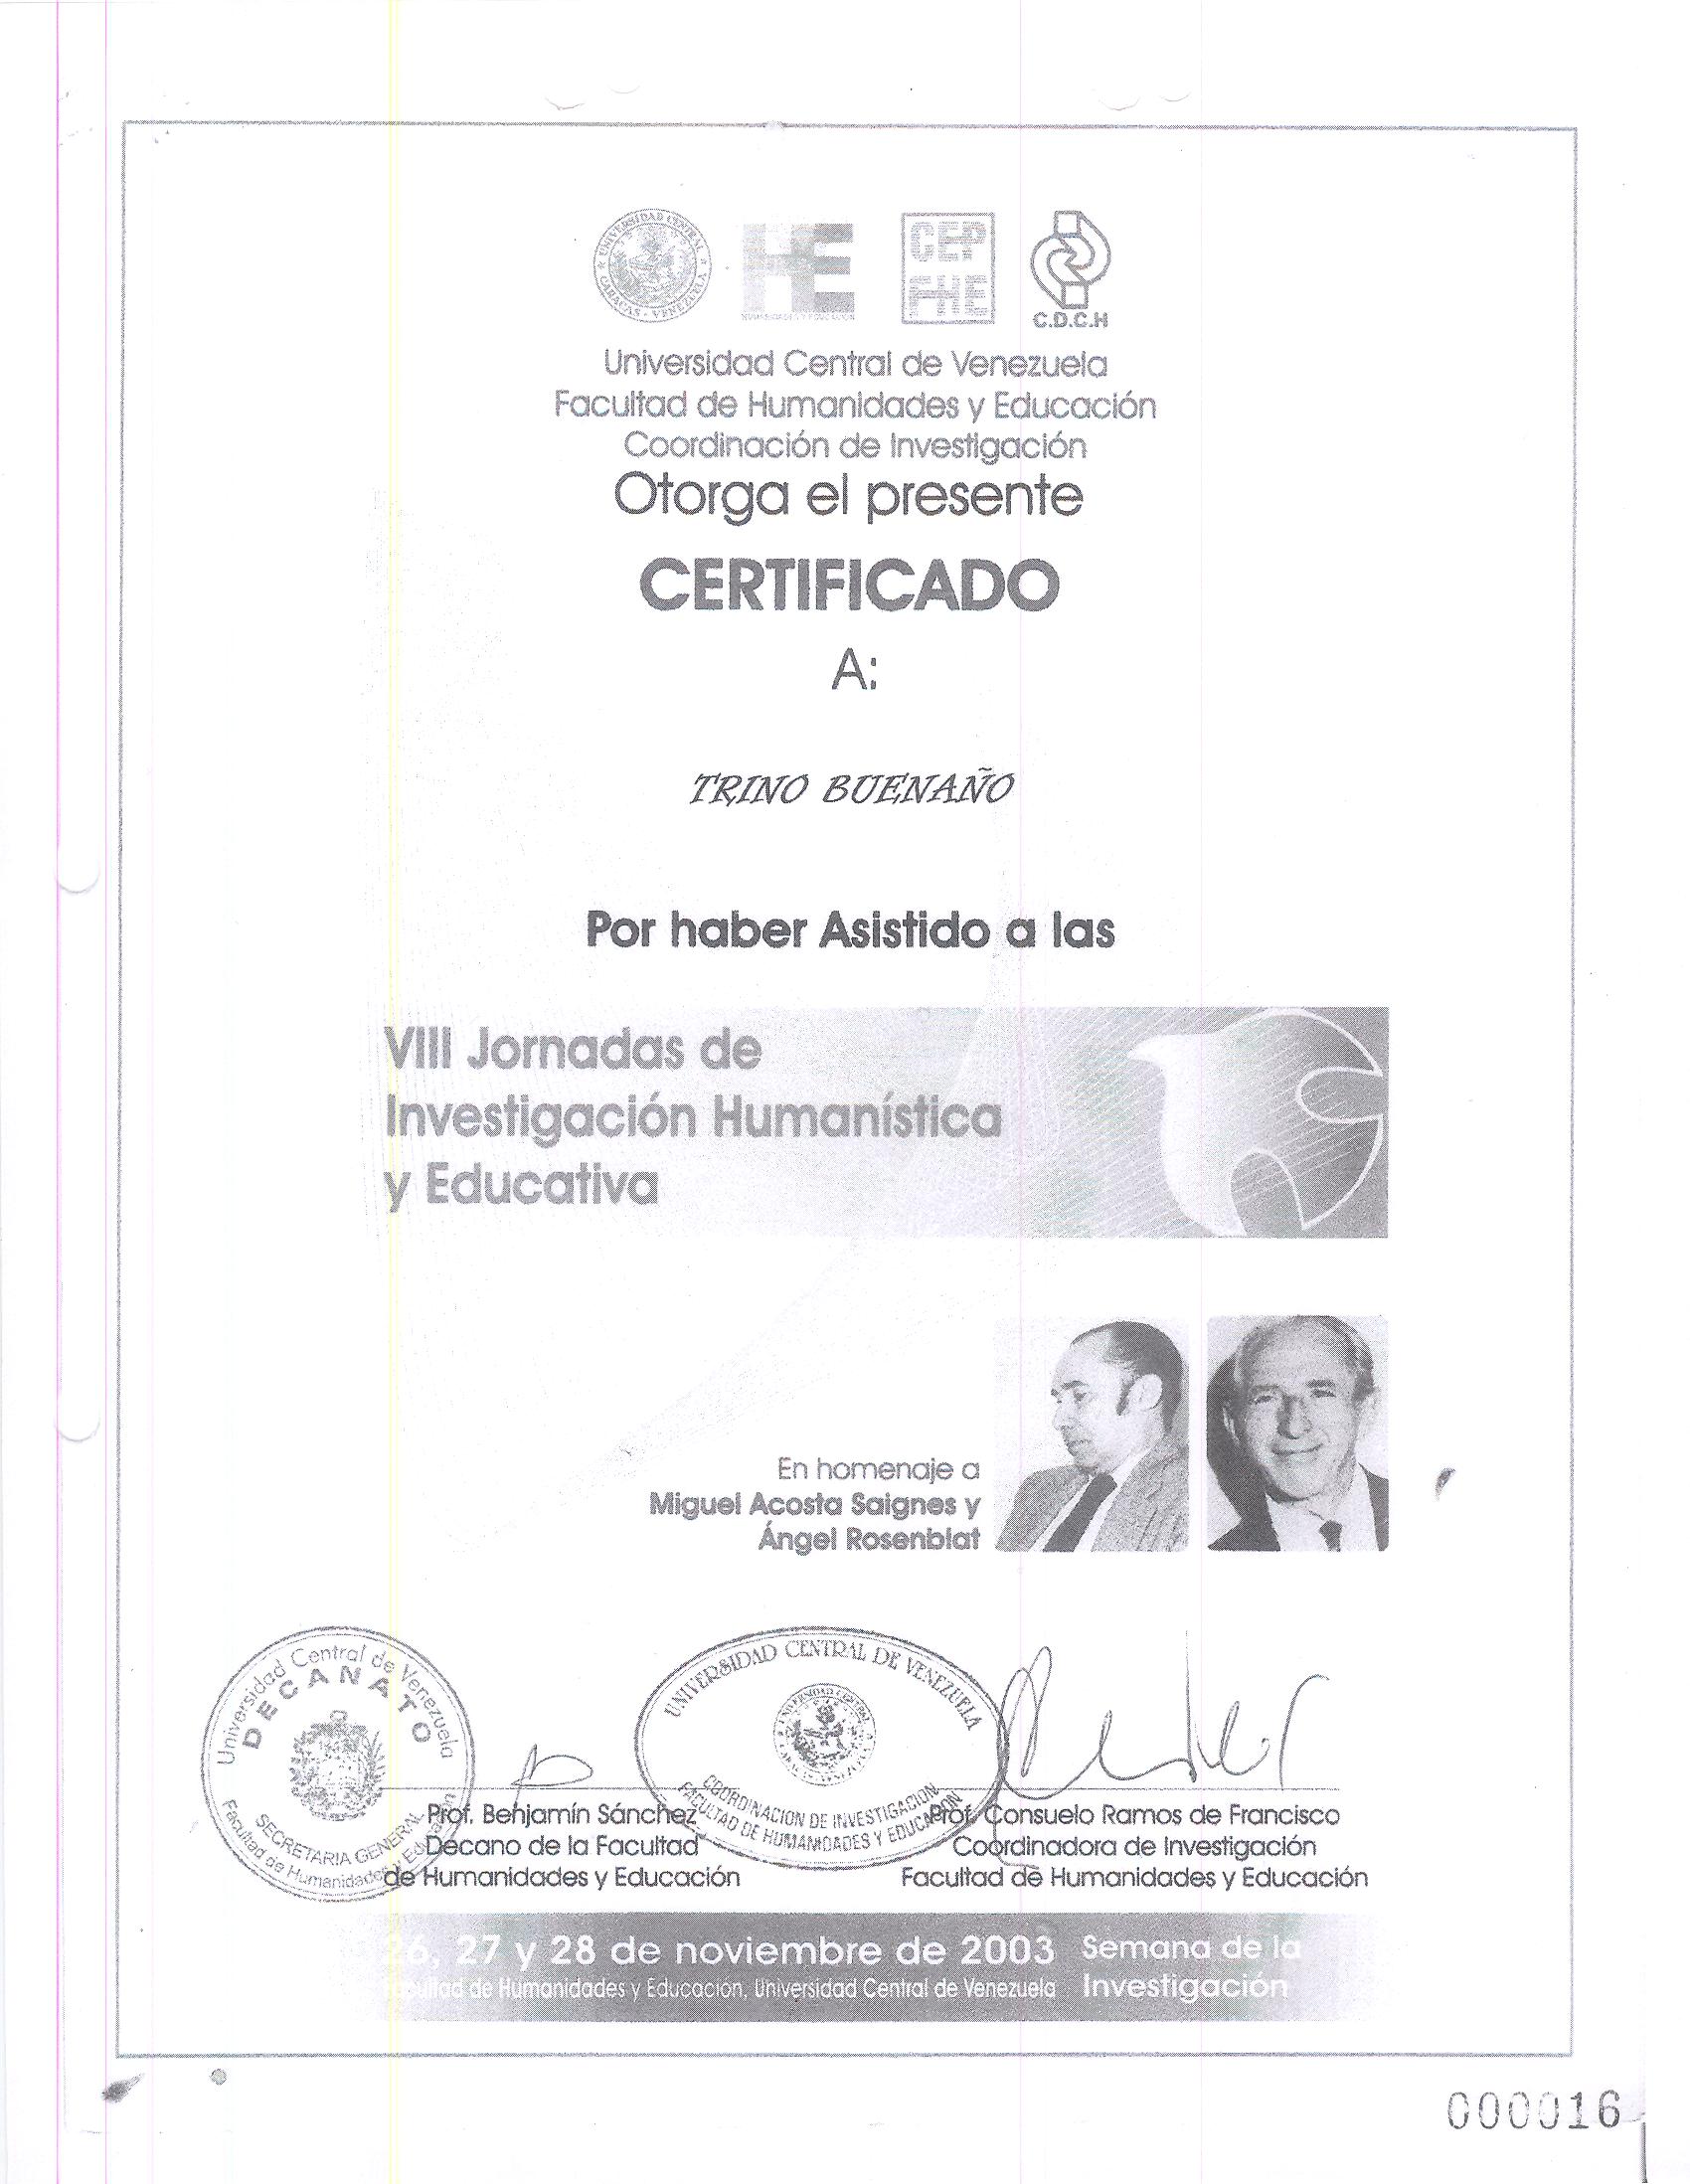 UNIVERSIDAD CENTRAL
CARACAS - VENEZUELA
HE
HUMANIDADES Y EDUCACION
CEP
FHE
C.D.C.H
Universidad Central de Venezuela
Facultad de Humanidades y Educación
Coordinación de Investigación
Otorga el presente
CERTIFICADO
A:
TRINO BUENAÑO
Por haber Asistido a las
VIII Jornadas de
Investigación Humanística
y Educativa
En homenaje a
Miguel Acosta Saignes y
Ángel Rosenblat
Universidad Central de Venezuela
DECANATO
SECRETARIA GENERAL
Facultad de Humanidades y Educación
UNIVERSIDAD CENTRAL DE VENEZUELA
COORDINACION DE INVESTIGACION
FACULTAD DE HUMANIDADES Y EDUCACION
Prof. Benjamín Sánchez
Decano de la Facultad
de Humanidades y Educación
Prof. Consuelo Ramos de Francisco
Coordinadora de Investigación
Facultad de Humanidades y Educación
26, 27 y 28 de noviembre de 2003
Facultad de Humanidades y Educación, Universidad Central de Venezuela
Semana de la
Investigación
000016